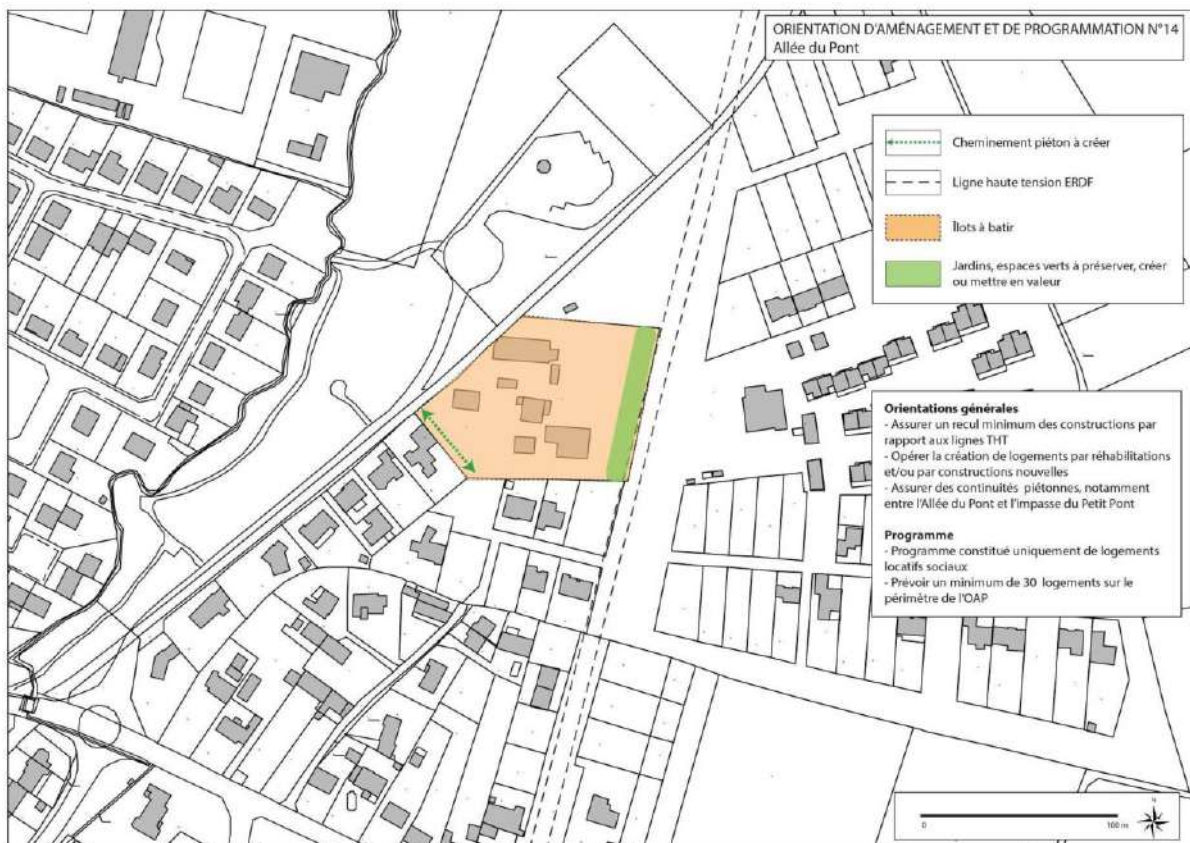 ORIENTATION D'AMÉNAGEMENT ET DE PROGRAMMATION N°14
Allée du Pont
Cheminement piéton à créer
Ligne haute tension ERDF
Îlots à batir
Jardins, espaces verts à préserver, créer
ou mettre en valeur
Orientations générales
- Assurer un recul minimum des constructions par
rapport aux lignes THT
- Opérer la création de logements par réhabilitations
et/ou par constructions nouvelles
- Assurer des continuités piétonnes, notamment
entre l'Allée du Pont et l'impasse du Petit Pont
Programme
- Programme constitué uniquement de logements
locatifs sociaux
- Prévoir un minimum de 30 logements sur le
périmètre de l'OAP
0
100 m
N